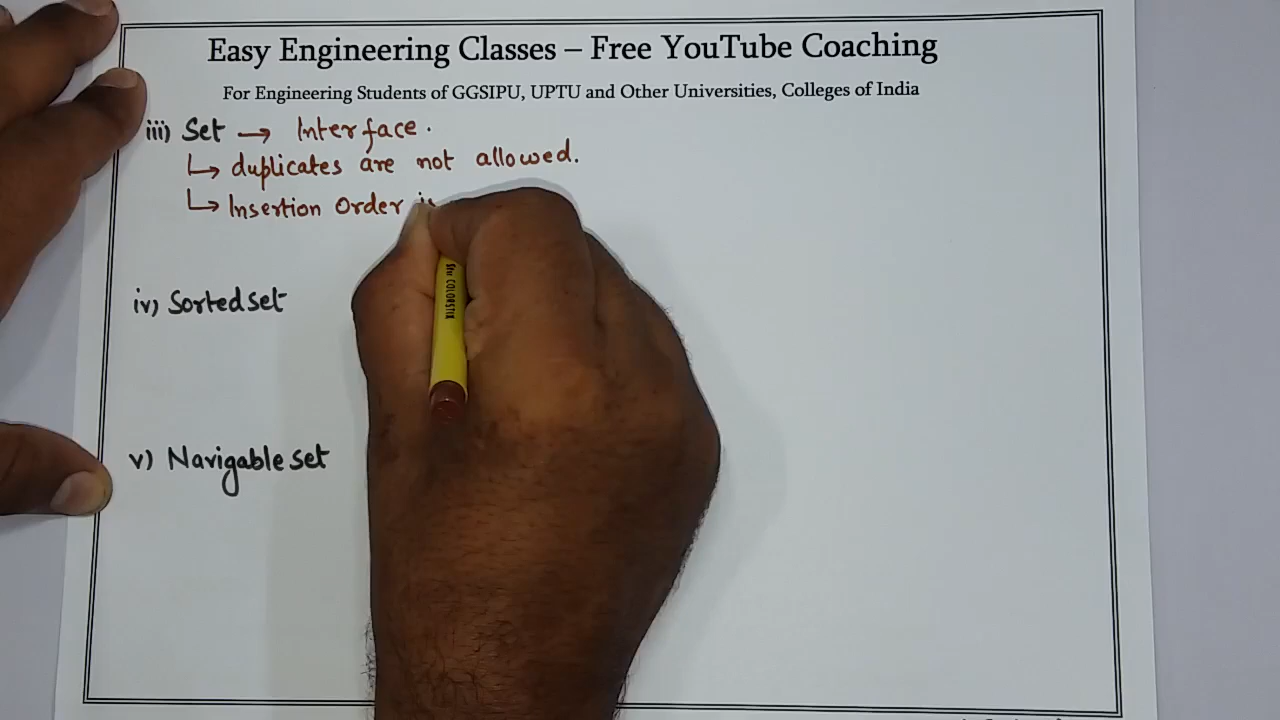 Easy Engineering Classes – Free YouTube Coaching
For Engineering Students of GGSIPU, UPTU and Other Universities, Colleges of India
iii) Set → Interface.
↳ duplicates are not allowed.
↳ Insertion Order is
iv) Sortedset
v) Navigable set